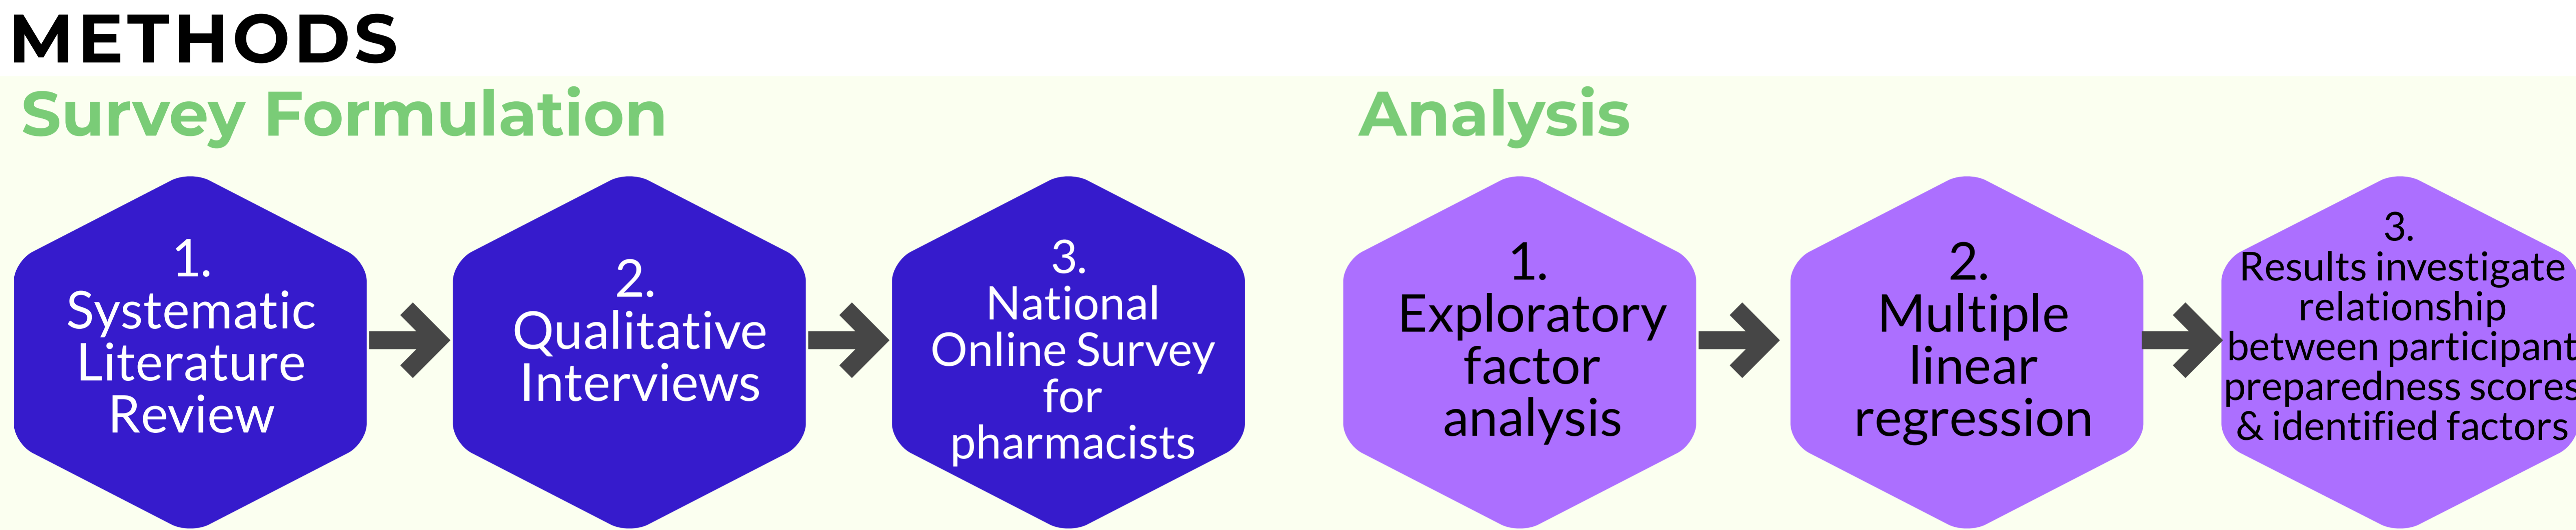 METHODS
Survey Formulation
1.
Systematic
Literature
Review
2.
Qualitative
Interviews
3.
National
Online Survey
for
pharmacists
Analysis
1.
Exploratory
factor
analysis
2.
Multiple
linear
regression
3.
Results investigate
relationship
between participant
preparedness scores
& identified factors